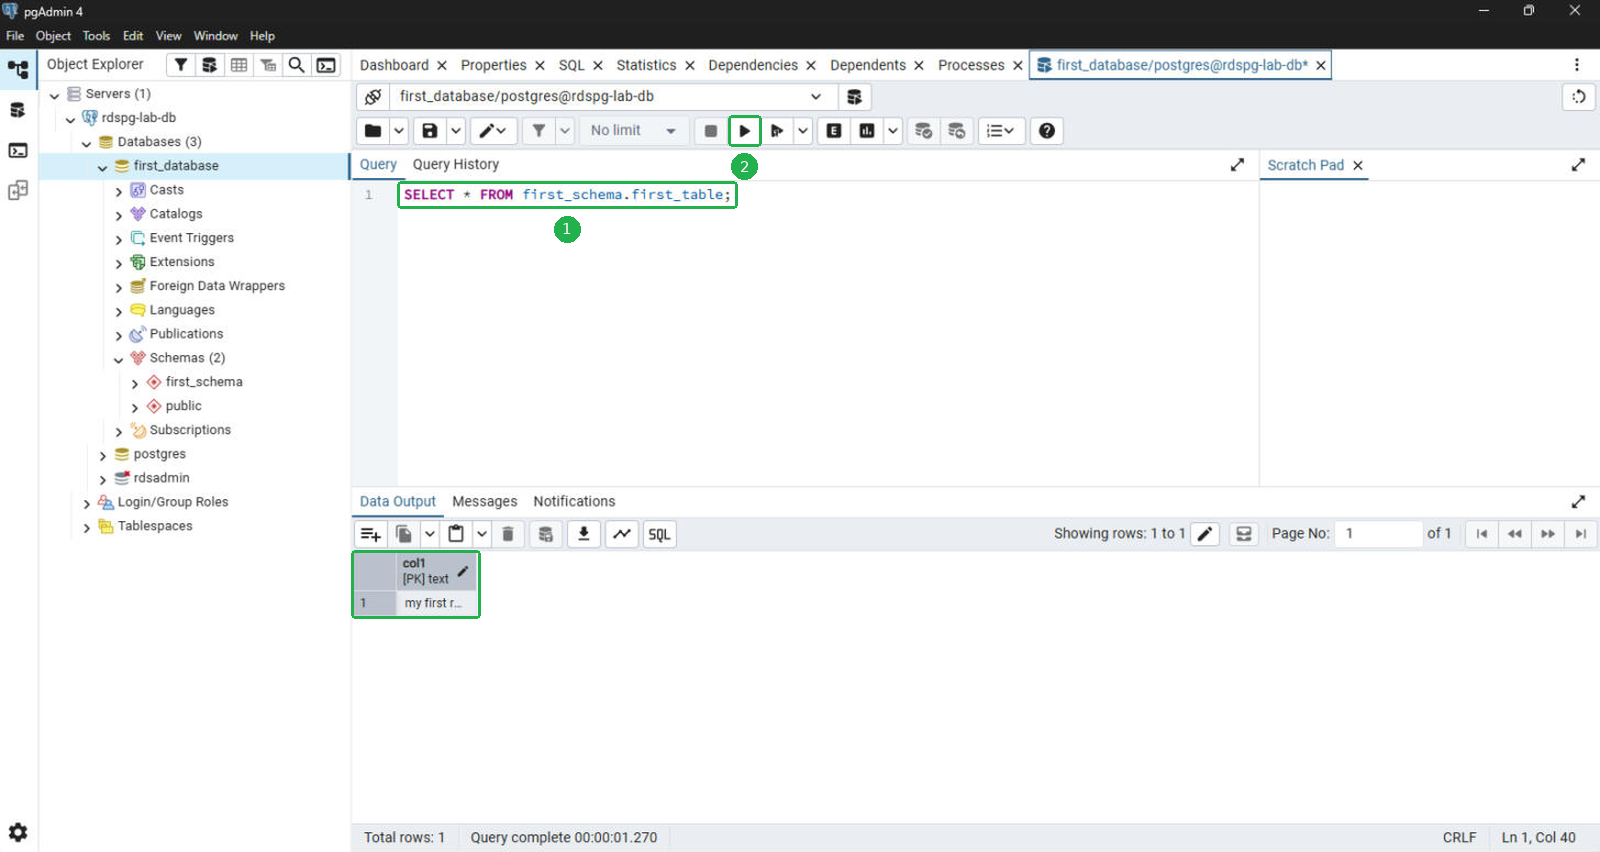 pgAdmin 4
File Object Tools Edit View Window Help
Object Explorer
Dashboard Properties SQL Statistics Dependencies Dependents Processes first_database/postgres@rdspg-lab-db*
Servers (1)
rdspg-lab-db
Databases (3)
first_database
Casts
Catalogs
Event Triggers
Extensions
Foreign Data Wrappers
Languages
Publications
Schemas (2)
first_schema
public
Subscriptions
postgres
rdsadmin
Login/Group Roles
Tablespaces
first_database/postgres@rdspg-lab-db
No limit
E
Query Query History
2
Scratch Pad
1 SELECT * FROM first_schema.first_table;
1
Data Output Messages Notifications
SQL
Showing rows: 1 to 1
Page No: 1 of 1
col1
[PK] text
1 my first r...
Total rows: 1 Query complete 00:00:01.270 CRLF Ln 1, Col 40